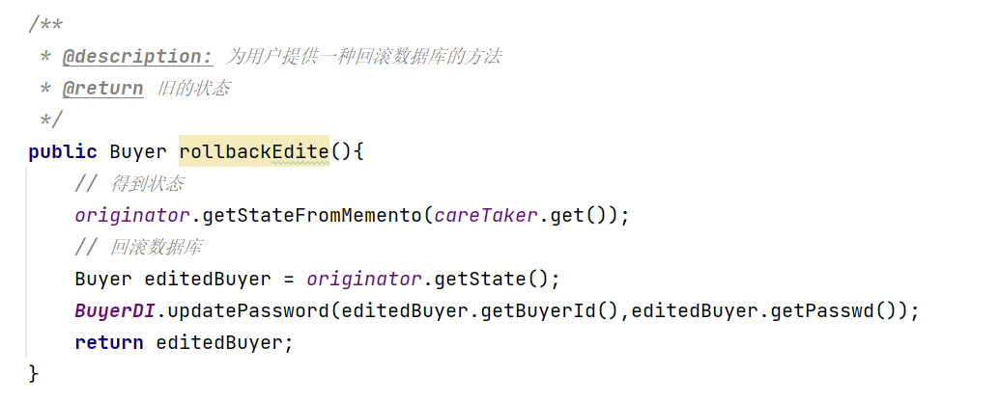 /**
 * @description: 为用户提供一种回滚数据库的方法
 * @return 旧的状态
 */
public Buyer rollbackEdite(){
    // 得到状态
    originator.getStateFromMemento(careTaker.get());
    // 回滚数据库
    Buyer editedBuyer = originator.getState();
    BuyerDI.updatePassword(editedBuyer.getBuyerId(),editedBuyer.getPasswd());
    return editedBuyer;
}